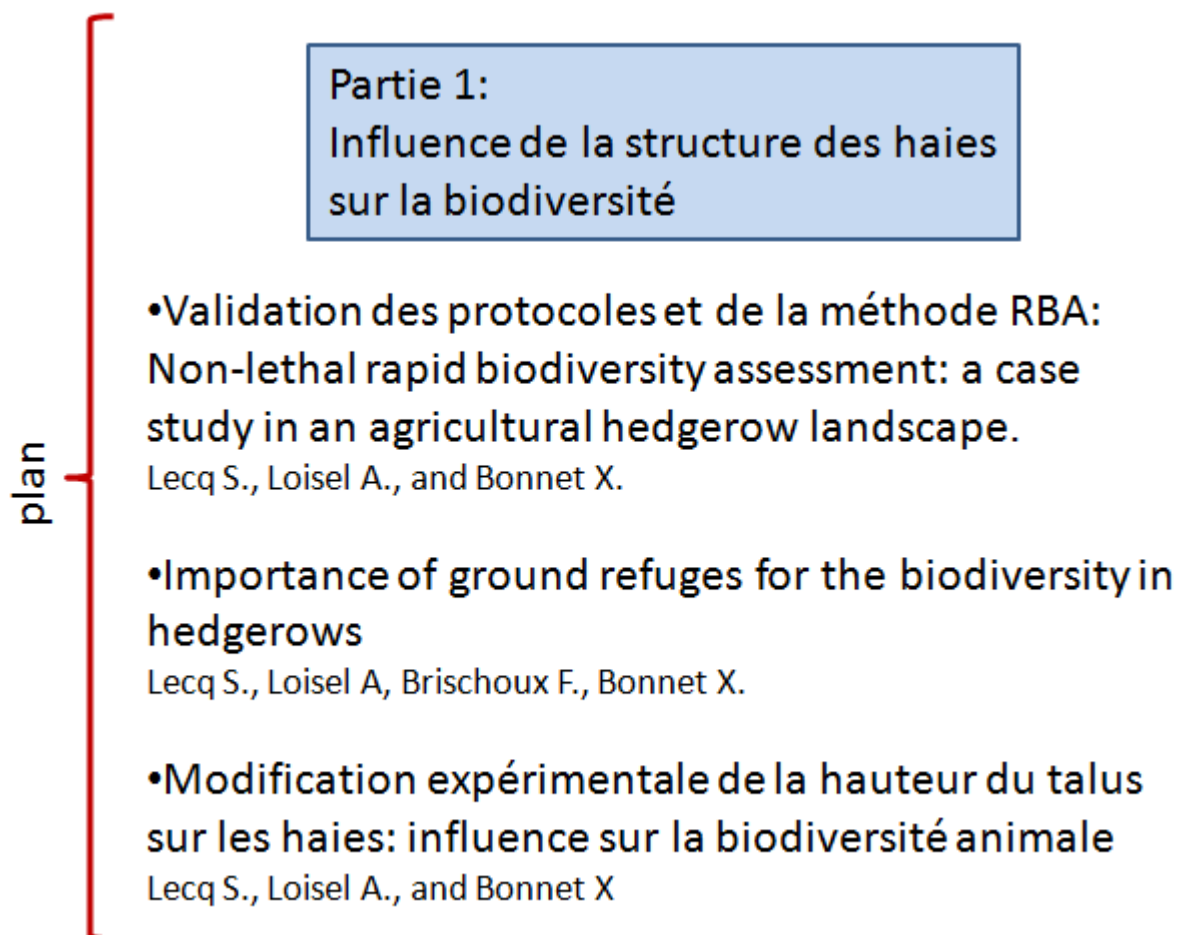 plan
Partie 1:
Influence de la structure des haies
sur la biodiversité
•Validation des protocoles et de la méthode RBA:
Non-lethal rapid biodiversity assessment: a case
study in an agricultural hedgerow landscape.
Lecq S., Loisel A., and Bonnet X.
•Importance of ground refuges for the biodiversity in
hedgerows
Lecq S., Loisel A, Brischoux F., Bonnet X.
•Modification expérimentale de la hauteur du talus
sur les haies: influence sur la biodiversité animale
Lecq S., Loisel A., and Bonnet X